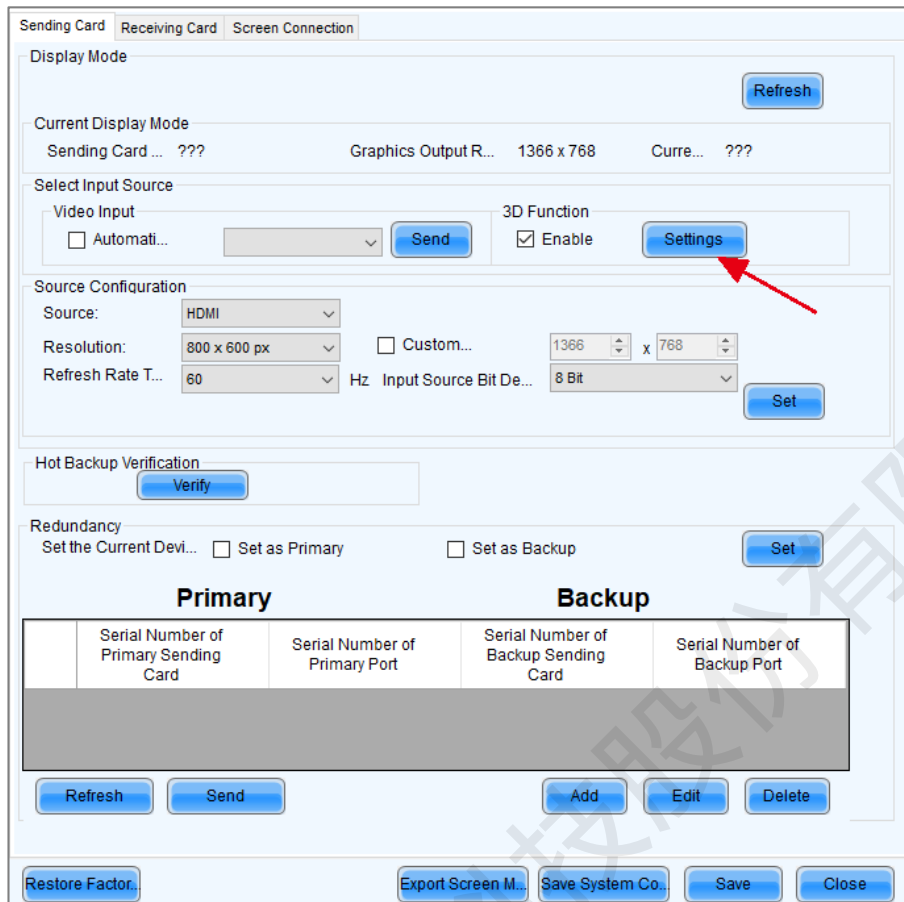 Sending Card Receiving Card Screen Connection
Display Mode
Refresh
Current Display Mode
Sending Card ... ??? Graphics Output R... 1366 x 768 Curre... ???
Select Input Source
Video Input 3D Function
Automati... Send Enable Settings
Source Configuration
Source: HDMI
Resolution: 800 x 600 px Custom... 1366 x 768
Refresh Rate T... 60 Hz Input Source Bit De... 8 Bit
Set
Hot Backup Verification
Verify
Redundancy
Set the Current Devi... Set as Primary Set as Backup Set
Primary Backup
Serial Number of Primary Sending Card Serial Number of Primary Port Serial Number of Backup Sending Card Serial Number of Backup Port
Refresh Send Add Edit Delete
Restore Factor... Export Screen M... Save System Co... Save Close
技股份有